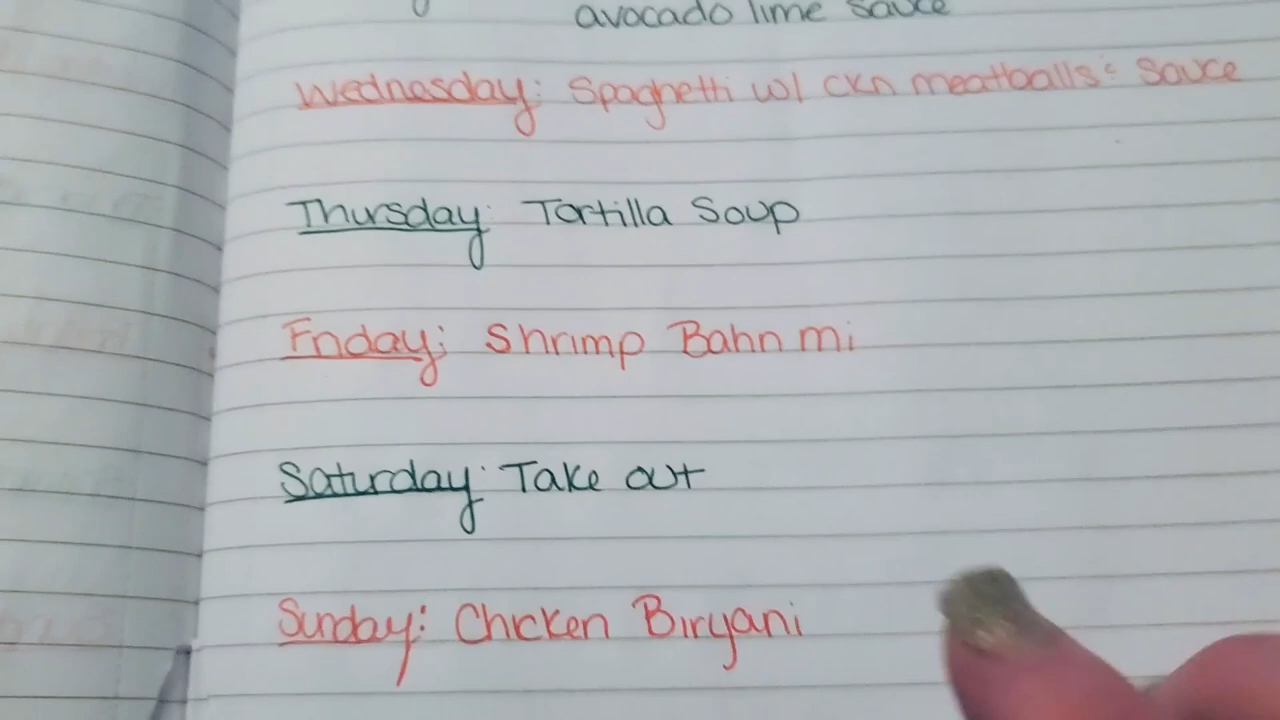 avocado lime sauce
Wednesday: Spaghetti w/ ckn meatballs & sauce
Thursday: Tortilla Soup
Friday: Shrimp Bahn mi
Saturday: Take out
Sunday: Chicken Biryani